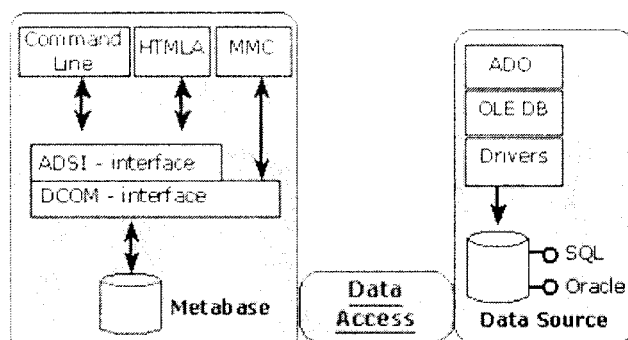 Command
Line
HTMLA
MMC
ADSI - interface
DCOM - interface
Metabase
Data
Access
ADO
OLE DB
Drivers
SQL
Oracle
Data Source